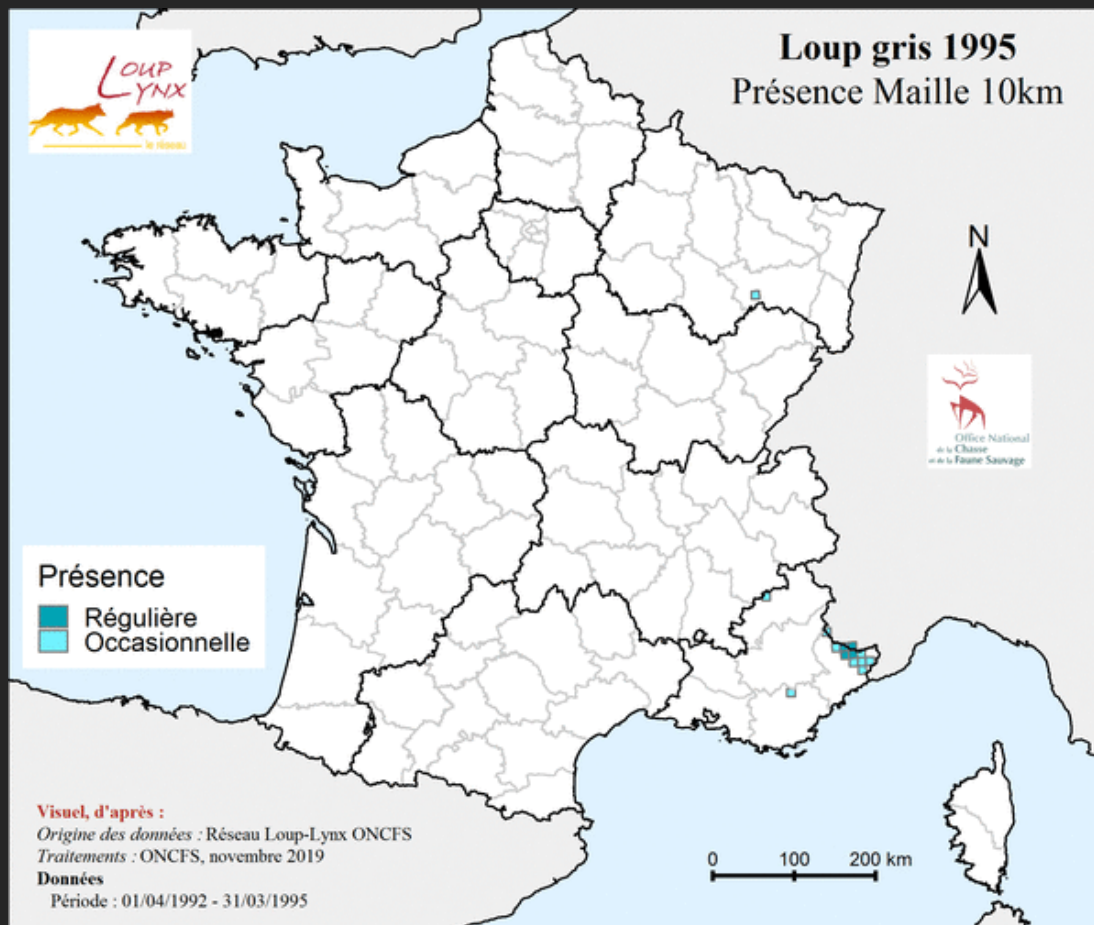 LOUP
LYNX
le réseau
Loup gris 1995
Présence Maille 10km
N
Office National
de la Chasse
et de la Faune Sauvage
Présence
Régulière
Occasionnelle
Visuel, d'après :
Origine des données : Réseau Loup-Lynx ONCFS
Traitements : ONCFS, novembre 2019
Données
Période : 01/04/1992 - 31/03/1995
0 100 200 km